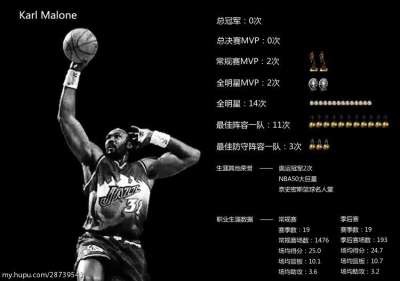 Karl Malone
总冠军：0次
总决赛MVP：0次
常规赛MVP：2次
全明星MVP：2次
全明星：14次
最佳阵容一队：11次
最佳防守阵容一队：3次
生涯其他荣誉 —— 奥运冠军2次
NBA50大巨星
奈史密斯篮球名人堂
职业生涯数据 —— 常规赛 季后赛
赛季数：19 赛季数：19
常规赛场数：1476 季后赛场数：193
场均得分：25.0 场均得分：24.7
场均篮板：10.1 场均篮板：10.7
场均助攻：3.6 场均助攻：3.2
JAZZ
32
my.hupu.com/28739549